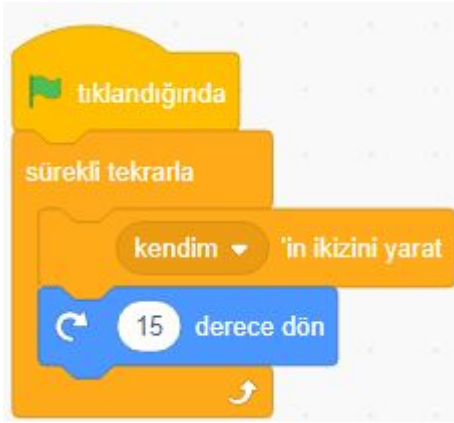 tıklandığında
sürekli tekrarla
kendim 'in ikizini yarat
15 derece dön